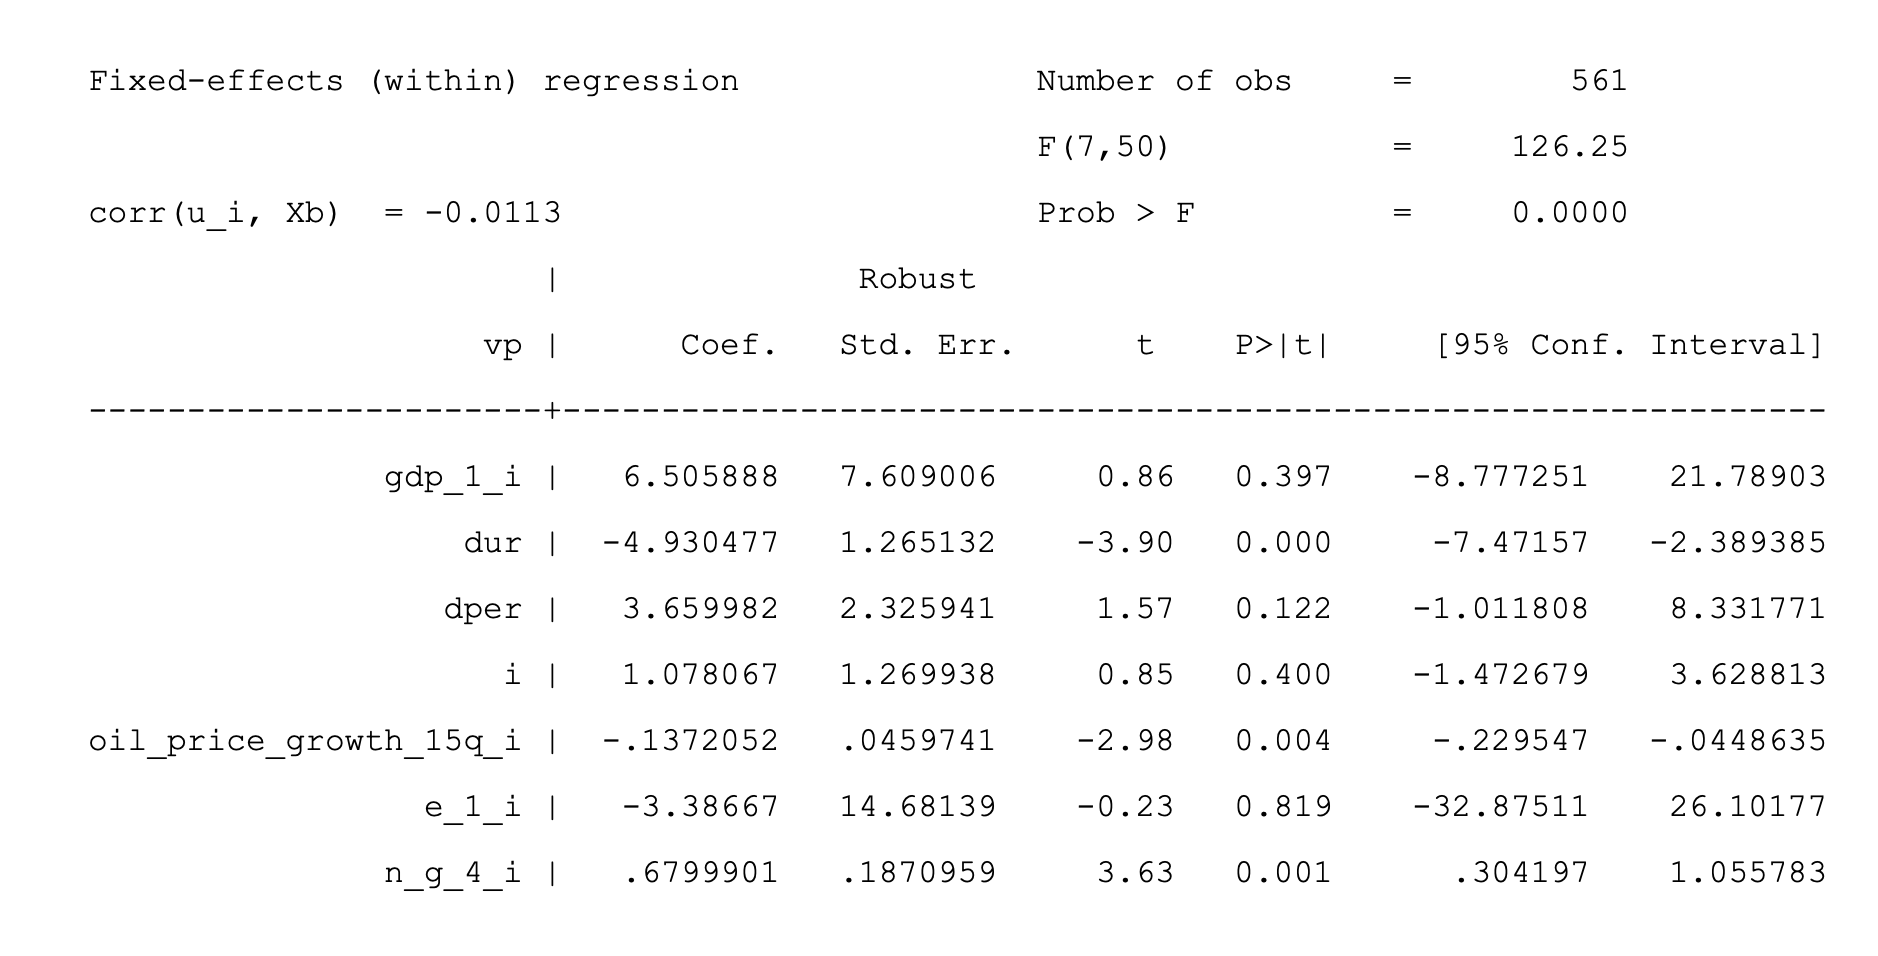 Fixed-effects (within) regression                Number of obs     =        561
                                                 F(7,50)           =     126.25
corr(u_i, Xb)  = -0.0113                         Prob > F          =     0.0000
                       |               Robust
                    vp |      Coef.   Std. Err.      t    P>|t|     [95% Conf. Interval]
-----------------------+----------------------------------------------------------------
               gdp_1_i |   6.505888   7.609006     0.86   0.397    -8.777251    21.78903
                   dur |  -4.930477   1.265132    -3.90   0.000     -7.47157   -2.389385
                  dper |   3.659982   2.325941     1.57   0.122    -1.011808    8.331771
                     i |   1.078067   1.269938     0.85   0.400    -1.472679    3.628813
oil_price_growth_15q_i |  -.1372052   .0459741    -2.98   0.004     -.229547   -.0448635
                 e_1_i |   -3.38667   14.68139    -0.23   0.819    -32.87511    26.10177
               n_g_4_i |   .6799901   .1870959     3.63   0.001      .304197    1.055783